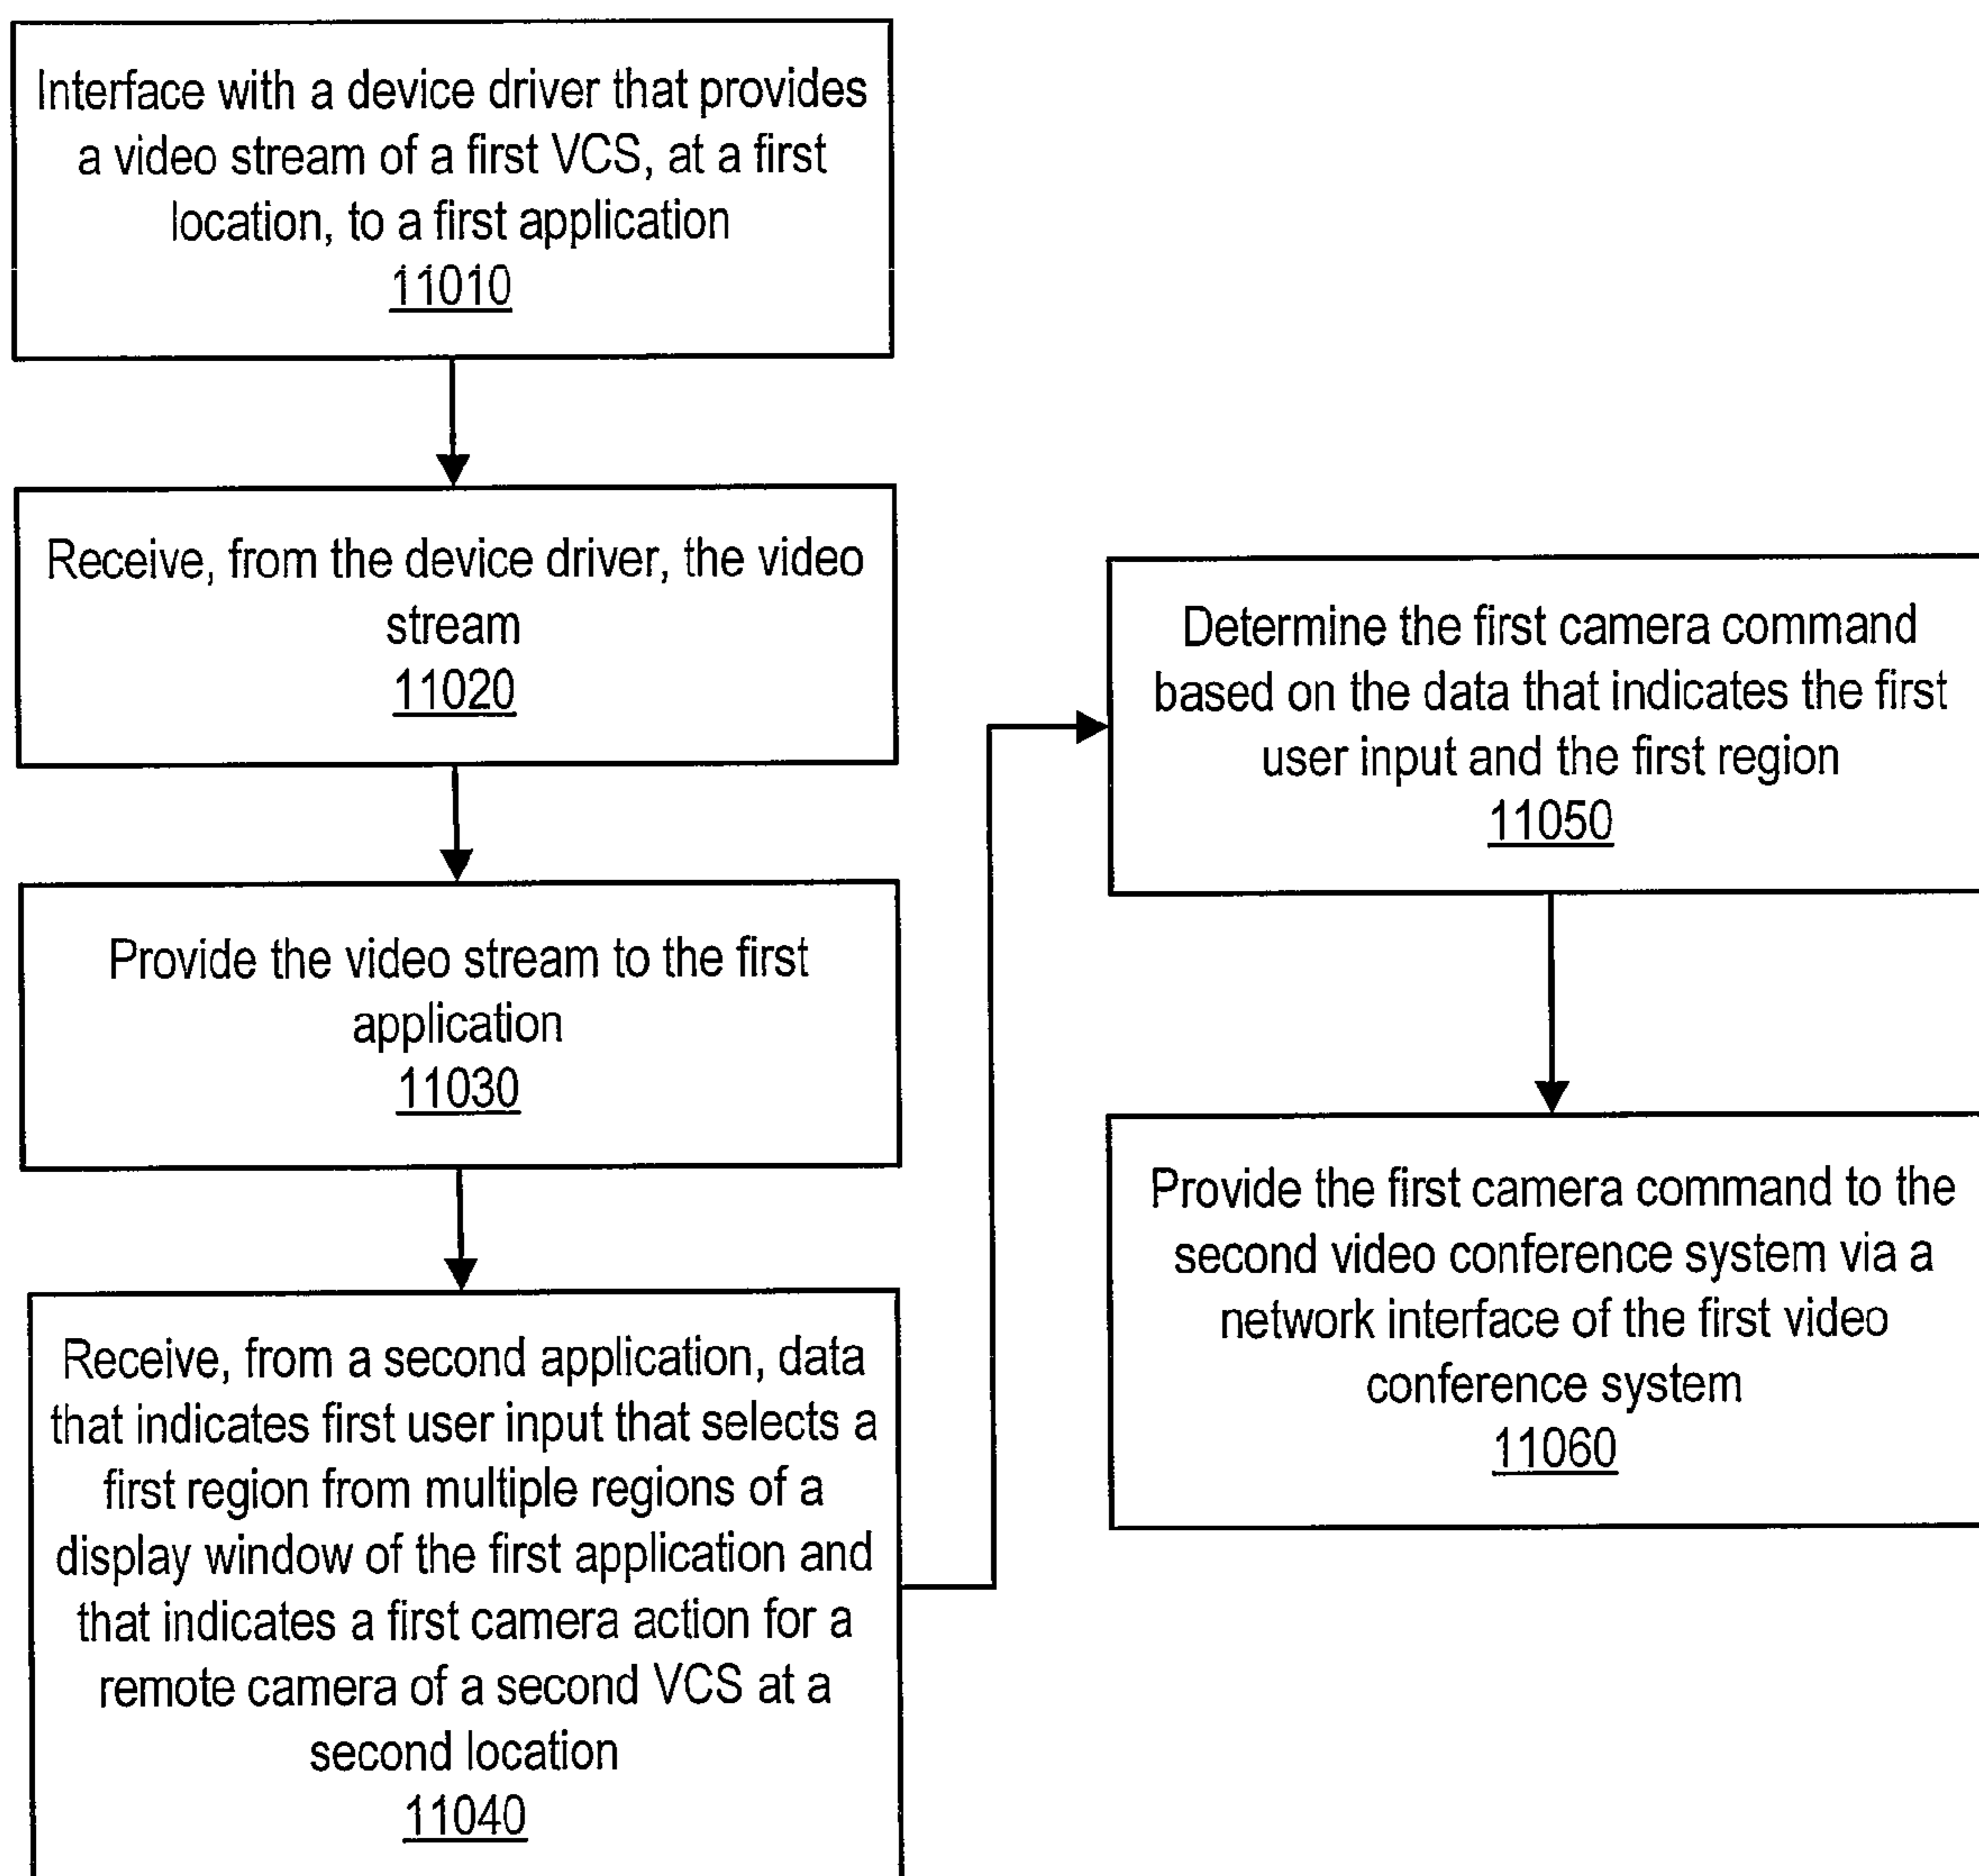 Interface with a device driver that provides
a video stream of a first VCS, at a first
location, to a first application
11010
Receive, from the device driver, the video
stream
11020
Provide the video stream to the first
application
11030
Receive, from a second application, data
that indicates first user input that selects a
first region from multiple regions of a
display window of the first application and
that indicates a first camera action for a
remote camera of a second VCS at a
second location
11040
Determine the first camera command
based on the data that indicates the first
user input and the first region
11050
Provide the first camera command to the
second video conference system via a
network interface of the first video
conference system
11060